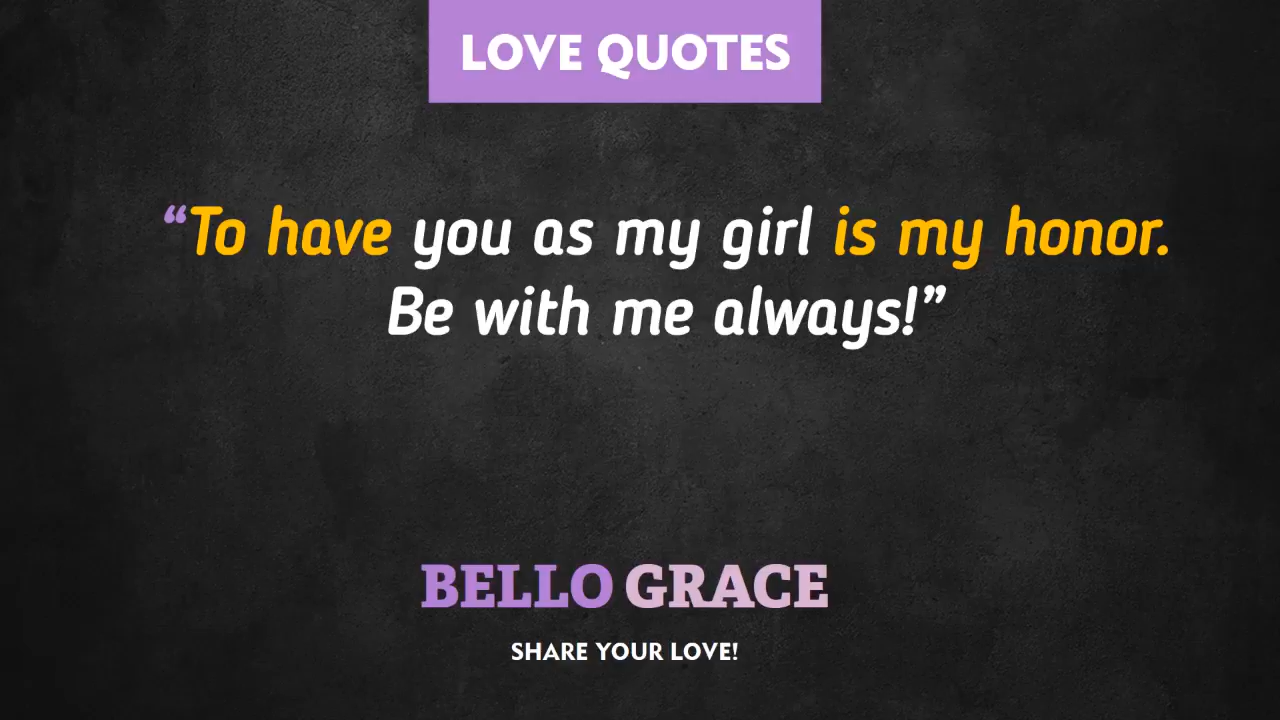 LOVE QUOTES
“To have you as my girl is my honor.
Be with me always!”
BELLO GRACE
SHARE YOUR LOVE!